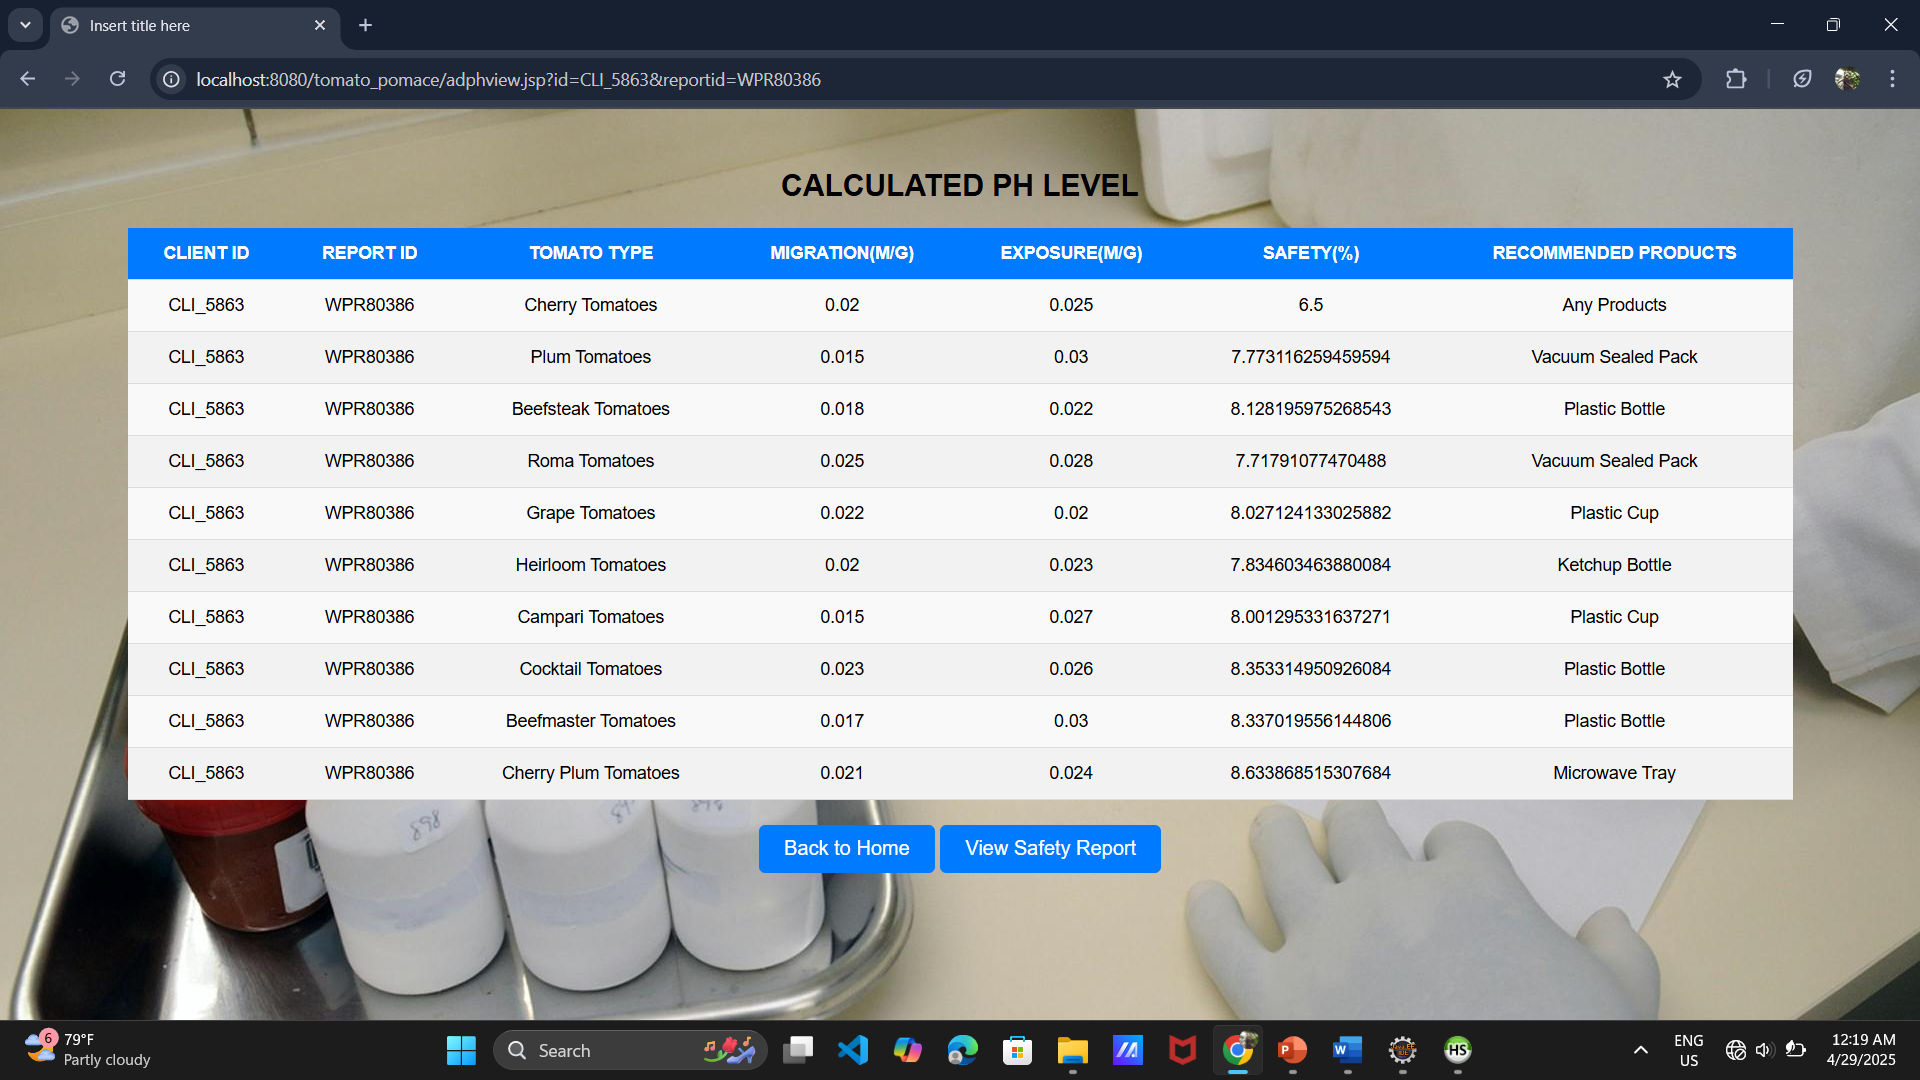 Insert title here
localhost:8080/tomato_pomace/adphview.jsp?id=CLI_5863&reportid=WPR80386
CALCULATED PH LEVEL
CLIENT ID REPORT ID TOMATO TYPE MIGRATION(M/G) EXPOSURE(M/G) SAFETY(%) RECOMMENDED PRODUCTS
CLI_5863 WPR80386 Cherry Tomatoes 0.02 0.025 6.5 Any Products
CLI_5863 WPR80386 Plum Tomatoes 0.015 0.03 7.773116259459594 Vacuum Sealed Pack
CLI_5863 WPR80386 Beefsteak Tomatoes 0.018 0.022 8.128195975268543 Plastic Bottle
CLI_5863 WPR80386 Roma Tomatoes 0.025 0.028 7.71791077470488 Vacuum Sealed Pack
CLI_5863 WPR80386 Grape Tomatoes 0.022 0.02 8.027124133025882 Plastic Cup
CLI_5863 WPR80386 Heirloom Tomatoes 0.02 0.023 7.834603463880084 Ketchup Bottle
CLI_5863 WPR80386 Campari Tomatoes 0.015 0.027 8.001295331637271 Plastic Cup
CLI_5863 WPR80386 Cocktail Tomatoes 0.023 0.026 8.353314950926084 Plastic Bottle
CLI_5863 WPR80386 Beefmaster Tomatoes 0.017 0.03 8.337019556144806 Plastic Bottle
CLI_5863 WPR80386 Cherry Plum Tomatoes 0.021 0.024 8.633868515307684 Microwave Tray
Back to Home View Safety Report
6 79°F
Partly cloudy
Search
HS
ENG
US
12:19 AM
4/29/2025